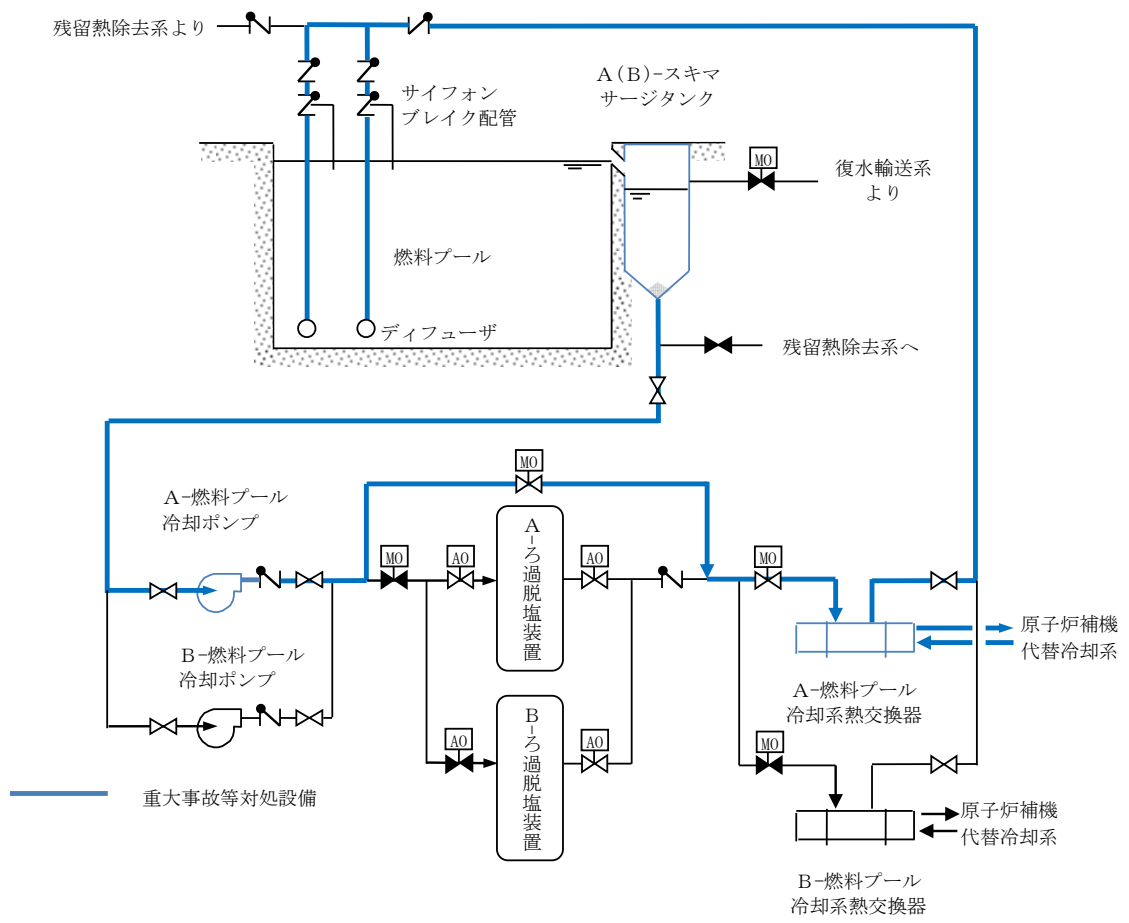 残留熱除去系より
A(B)-スキマ
サージタンク
サイフォン
ブレイク配管
MO
復水輸送系
より
燃料プール
ディフューザ
残留熱除去系へ
MO
A-燃料プール
冷却ポンプ
A-ろ過脱塩装置
MO
AO
AO
MO
原子炉補機
代替冷却系
B-燃料プール
冷却ポンプ
A-燃料プール
冷却系熱交換器
B-ろ過脱塩装置
AO
AO
MO
重大事故等対処設備
原子炉補機
代替冷却系
B-燃料プール
冷却系熱交換器